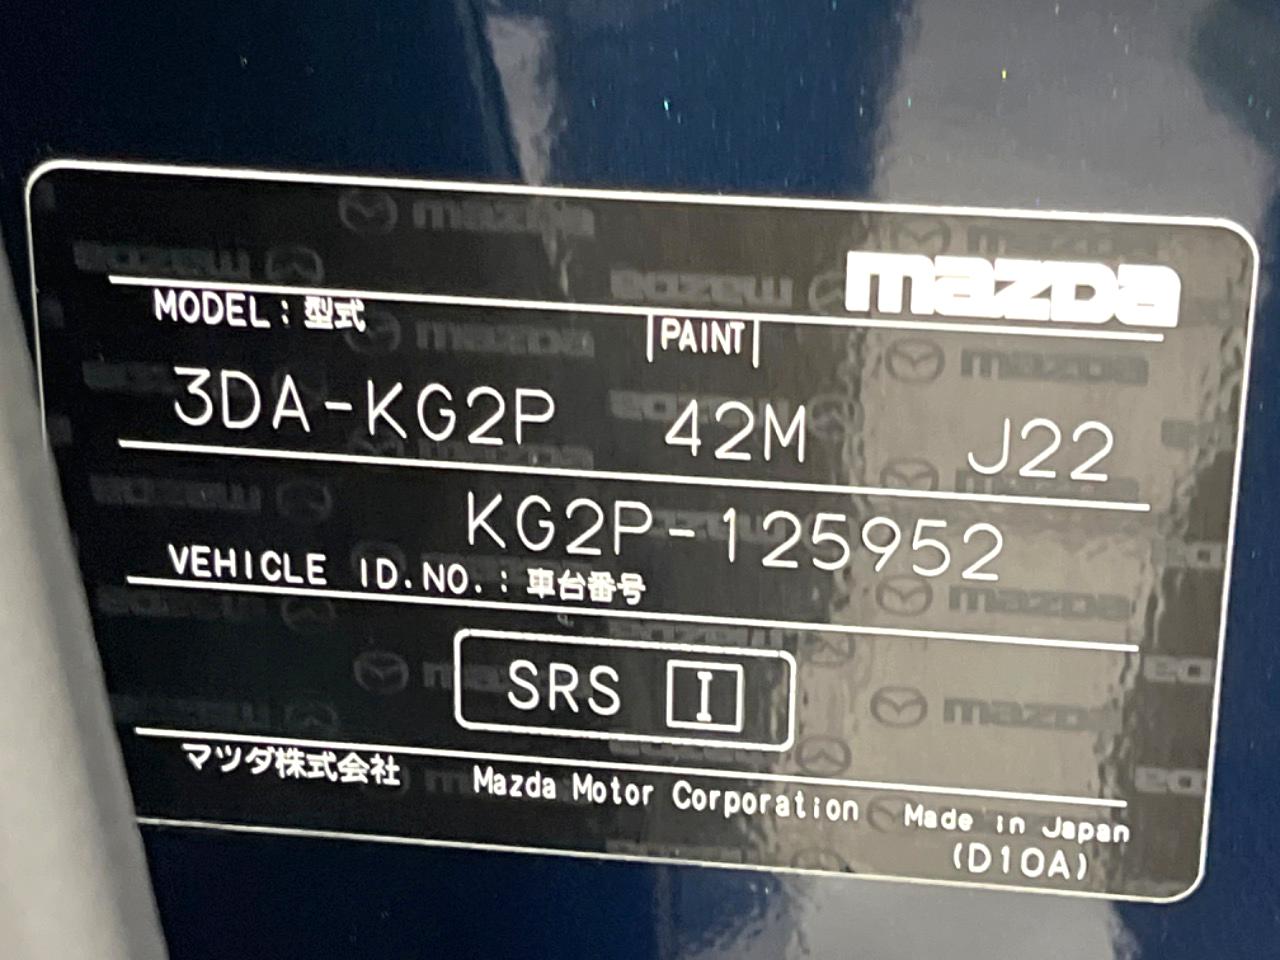 mazda
MODEL : 型式 PAINT
3DA-KG2P 42M J22
KG2P-125952
VEHICLE ID.NO. : 車台番号
SRS I
マツダ株式会社 Mazda Motor Corporation Made in Japan
(D10A)